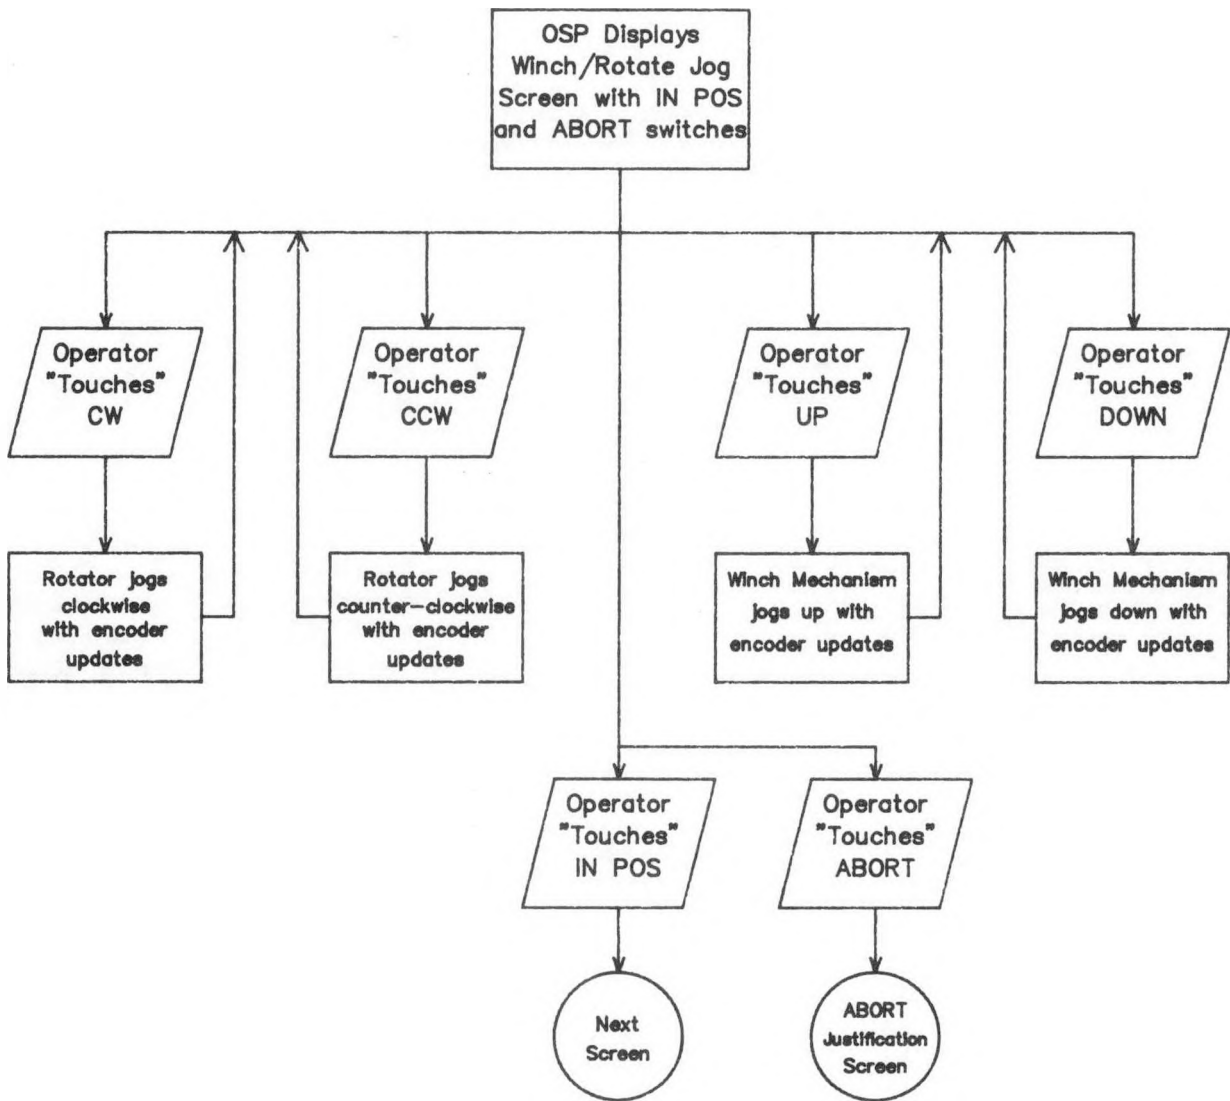 OSP Displays
Winch/Rotate Jog
Screen with IN POS
and ABORT switches
Operator
"Touches"
CW
Operator
"Touches"
CCW
Operator
"Touches"
UP
Operator
"Touches"
DOWN
Rotator jogs
clockwise
with encoder
updates
Rotator jogs
counter-clockwise
with encoder
updates
Winch Mechanism
jogs up with
encoder updates
Winch Mechanism
jogs down with
encoder updates
Operator
"Touches"
IN POS
Operator
"Touches"
ABORT
Next
Screen
ABORT
Justification
Screen